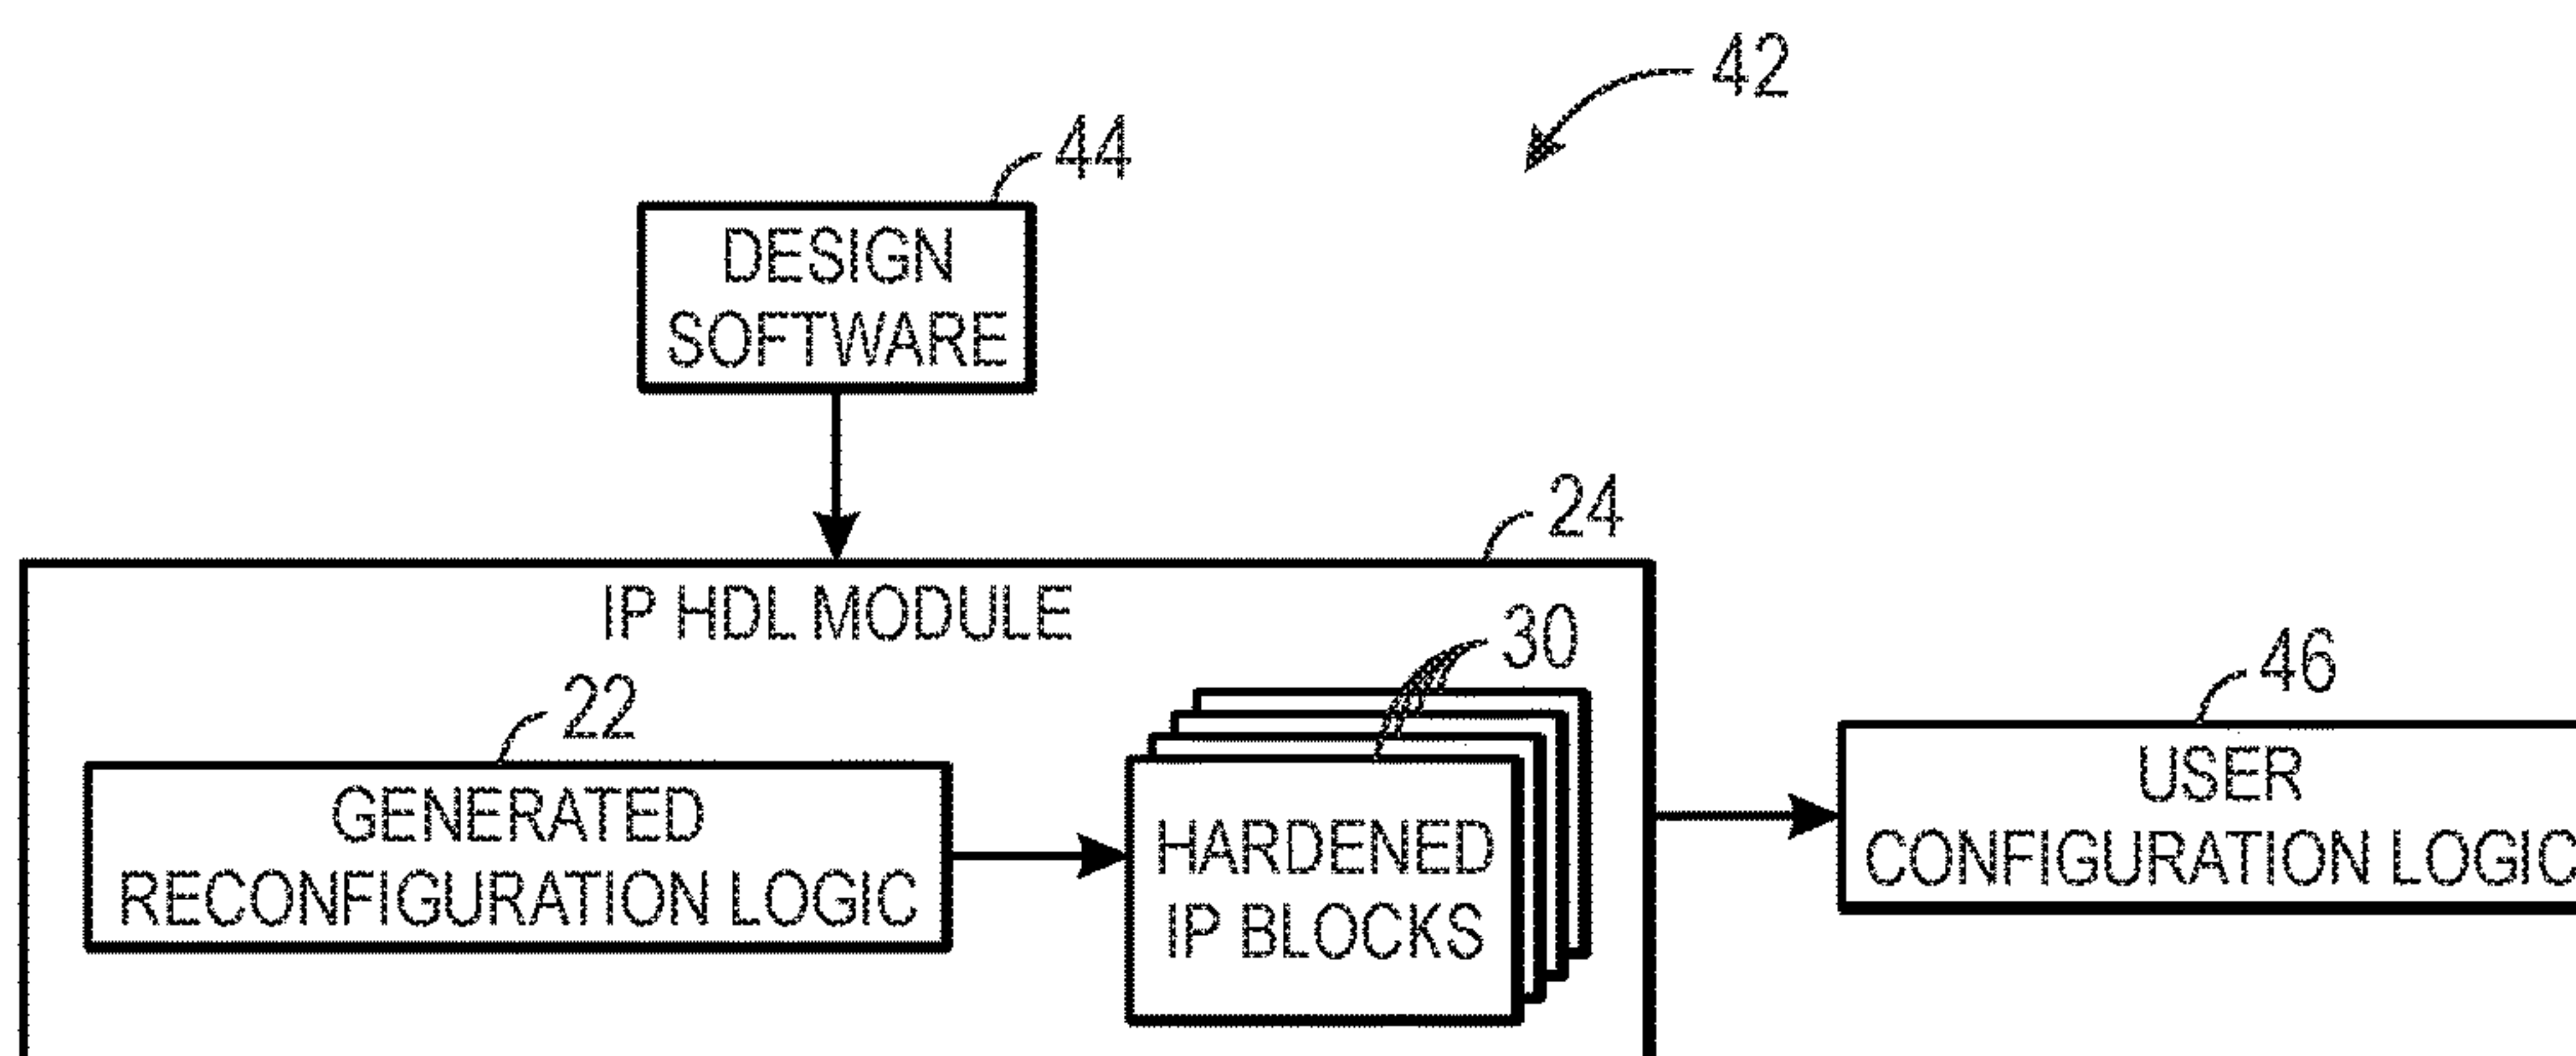 42
44
DESIGN
SOFTWARE
24
IP HDL MODULE
30
22
46
GENERATED
RECONFIGURATION LOGIC
HARDENED
IP BLOCKS
USER
CONFIGURATION LOGIC